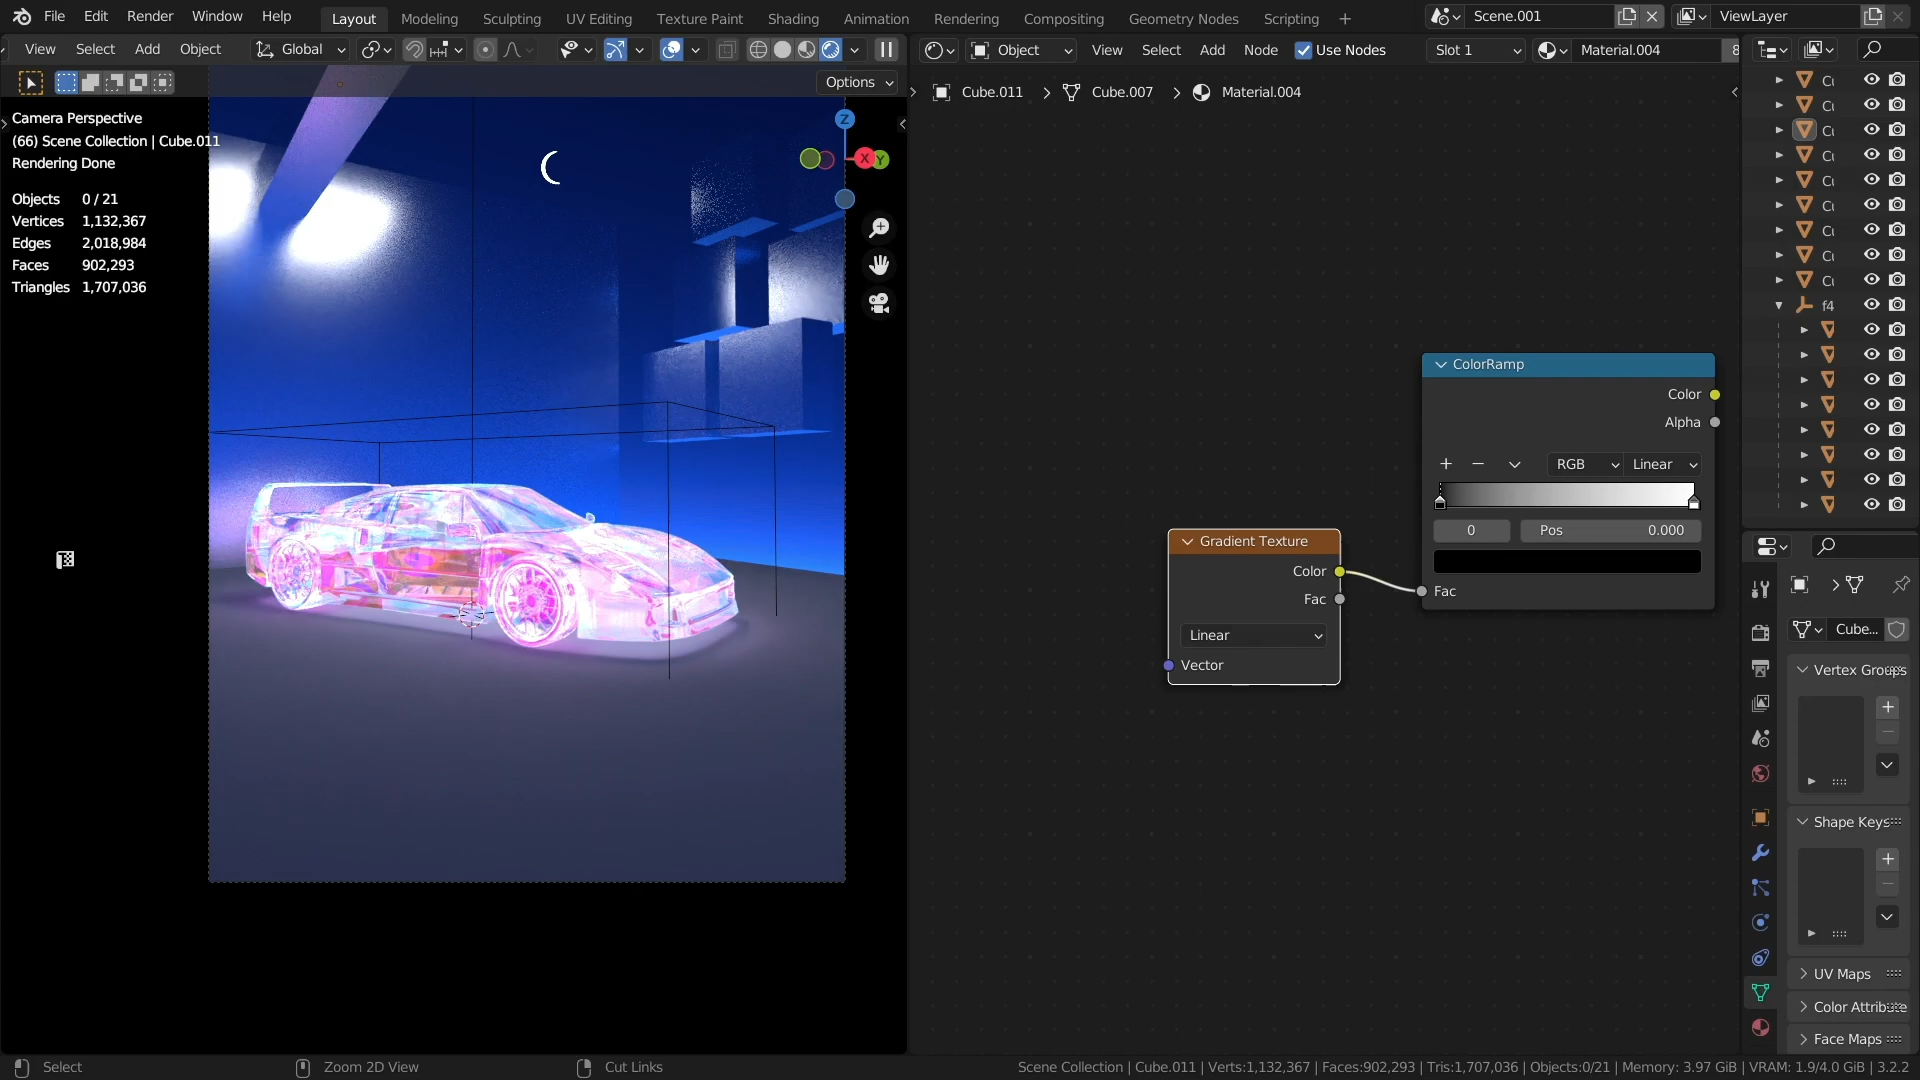 File Edit Render Window Help Layout Modeling Sculpting UV Editing Texture Paint Shading Animation Rendering Compositing Geometry Nodes Scripting + Scene.001 ViewLayer
View Select Add Object Global Object View Select Add Node Use Nodes Slot 1 Material.004 8
Options
Cube.011 > Cube.007 > Material.004
Camera Perspective
(66) Scene Collection | Cube.011
Rendering Done
Objects 0 / 21
Vertices 1,132,367
Edges 2,018,984
Faces 902,293
Triangles 1,707,036
Z
X
Y
f4
ColorRamp
Color
Alpha
RGB Linear
0 Pos 0.000
Fac
Gradient Texture
Color
Fac
Linear
Vector
Cube...
Vertex Groups
Shape Keys
UV Maps
Color Attribute
Face Maps
Select Zoom 2D View Cut Links Scene Collection | Cube.011 | Verts:1,132,367 | Faces:902,293 | Tris:1,707,036 | Objects:0/21 | Memory: 3.97 GiB | VRAM: 1.9/4.0 GiB | 3.2.2